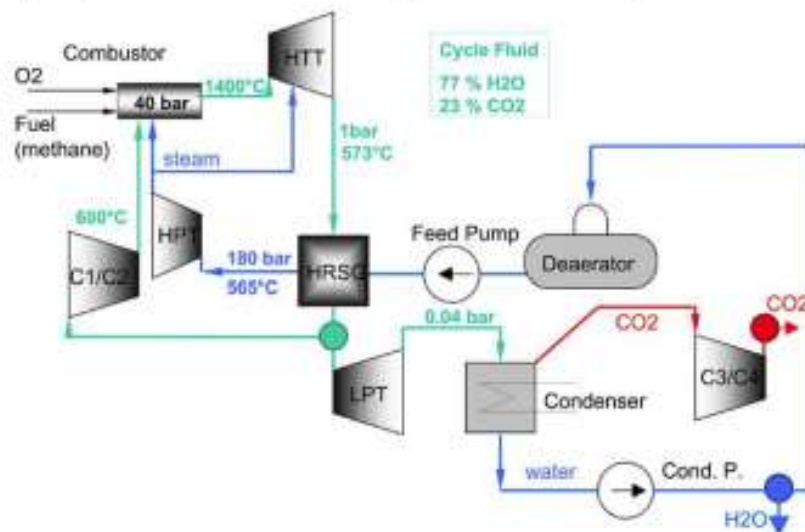 Combustor
HTT
Cycle Fluid
77 % H2O
23 % CO2
O2
1400°C
40 bar
Fuel
(methane)
steam
1bar
573°C
600°C
HPT
Feed Pump
C1/C2
180 bar
565°C
HRSG
Deaerator
0.04 bar
CO2
CO2
LPT
C3/C4
Condenser
water
Cond. P.
H2O